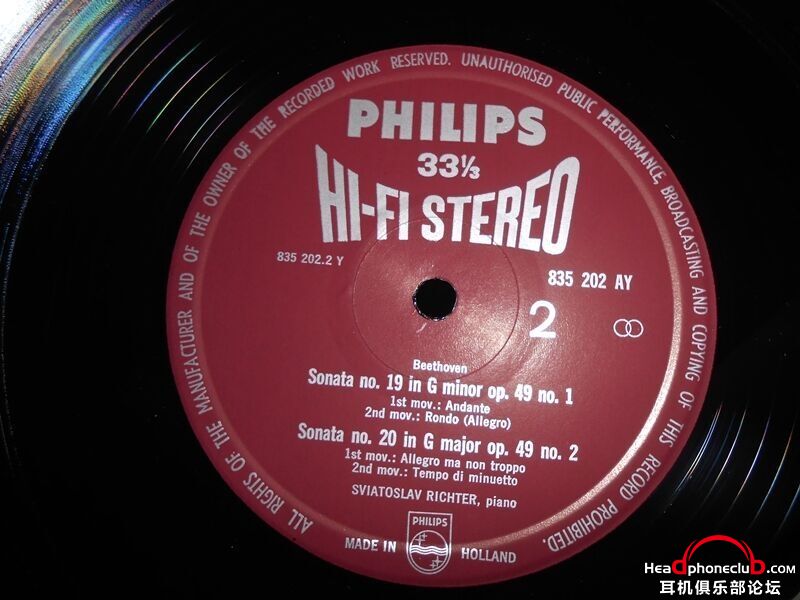 ALL RIGHTS OF THE MANUFACTURER AND OF THE OWNER OF THE RECORDED WORK RESERVED. UNAUTHORISED PUBLIC PERFORMANCE, BROADCASTING AND COPYING OF THIS RECORD PROHIBITED.
PHILIPS
33⅓
HI-FI STEREO
835 202.2 Y
835 202 AY
2
Beethoven
Sonata no. 19 in G minor op. 49 no. 1
1st mov.: Andante
2nd mov.: Rondo (Allegro)
Sonata no. 20 in G major op. 49 no. 2
1st mov.: Allegro ma non troppo
2nd mov.: Tempo di minuetto
SVIATOSLAV RICHTER, piano
PHILIPS
MADE IN HOLLAND
Headphoneclub.com
耳机俱乐部论坛